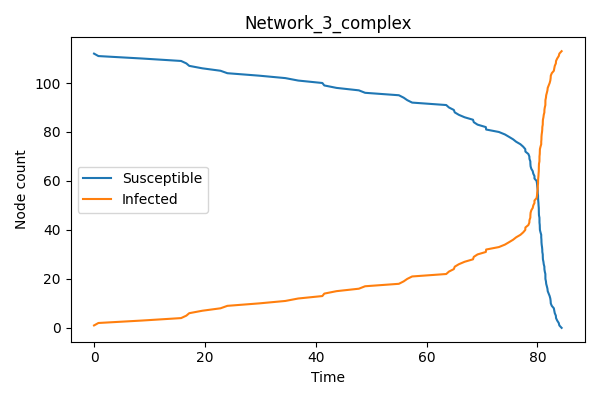 Network_3_complex
Node count
100
80
60
40
20
0
Susceptible
Infected
0 20 40 60 80
Time